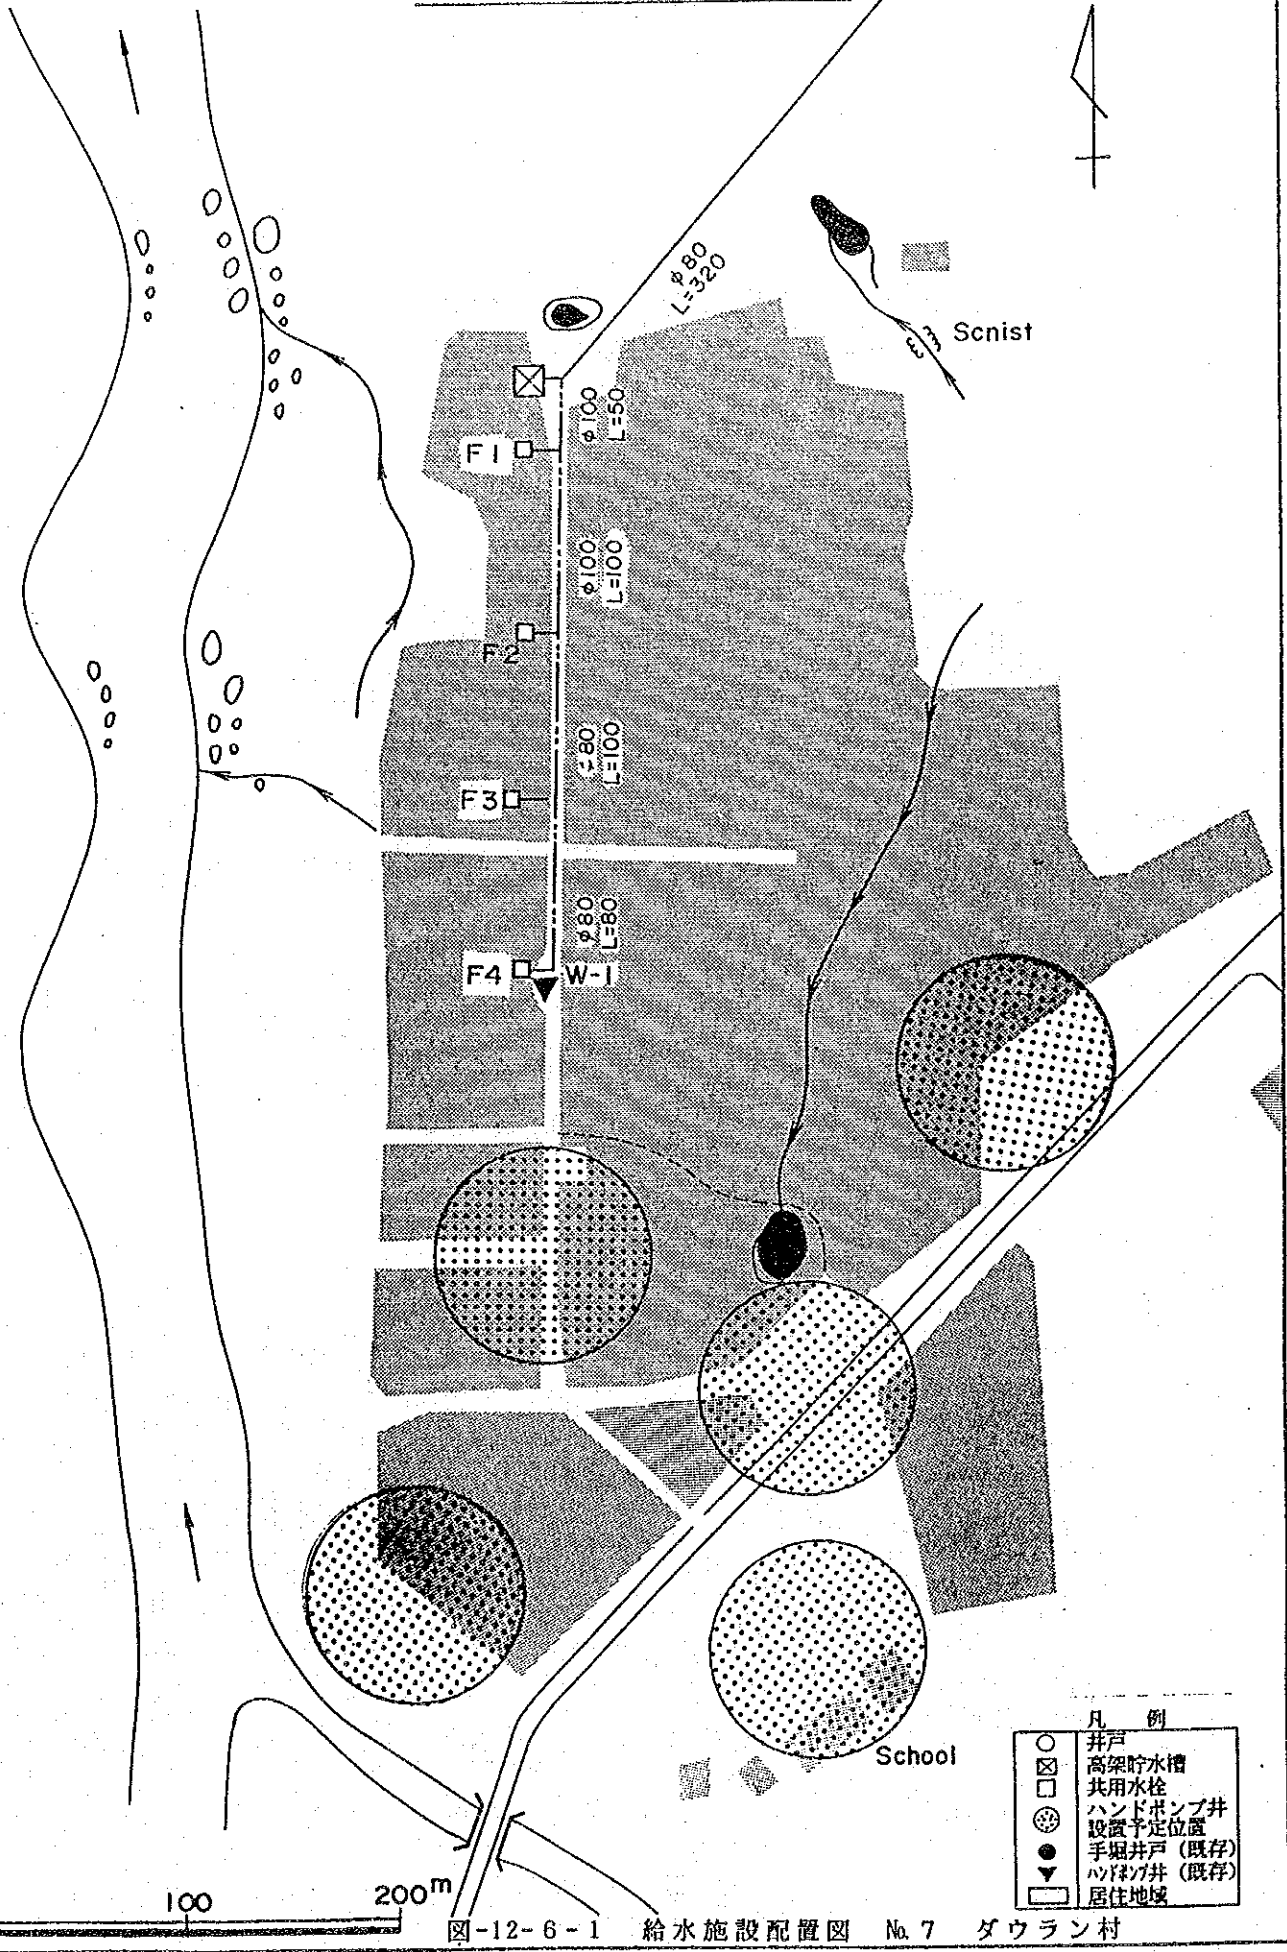 φ80
L=320
Scnist
φ100
L=50
F1
φ100
L=100
F2
φ80
L=100
F3
φ80
L=80
F4
W-1
School
凡 例
井戸
高架貯水槽
共用水栓
ハンドポンプ井
設置予定位置
手堀井戸 (既存)
ハンドポンプ井 (既存)
居住地域
100
200m
図-12-6-1 給水施設配置図 №7 ダウラン村